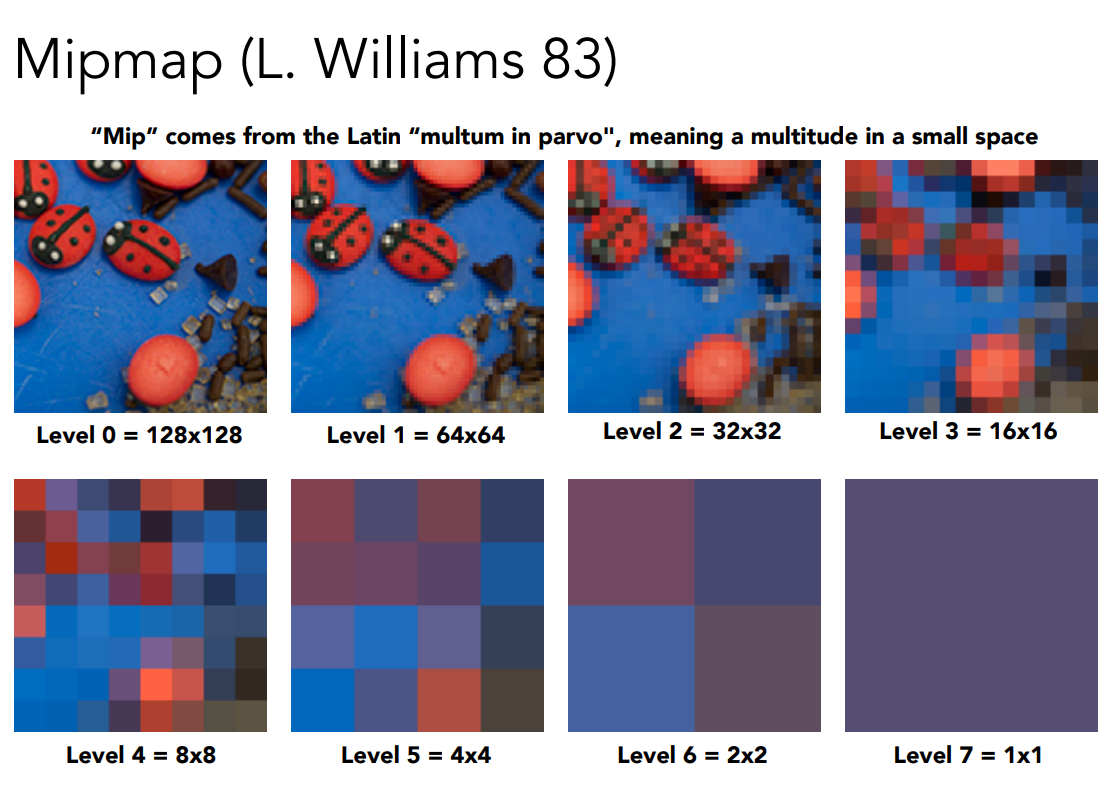 Mipmap (L. Williams 83)
“Mip” comes from the Latin “multum in parvo", meaning a multitude in a small space
Level 0 = 128x128
Level 1 = 64x64
Level 2 = 32x32
Level 3 = 16x16
Level 4 = 8x8
Level 5 = 4x4
Level 6 = 2x2
Level 7 = 1x1